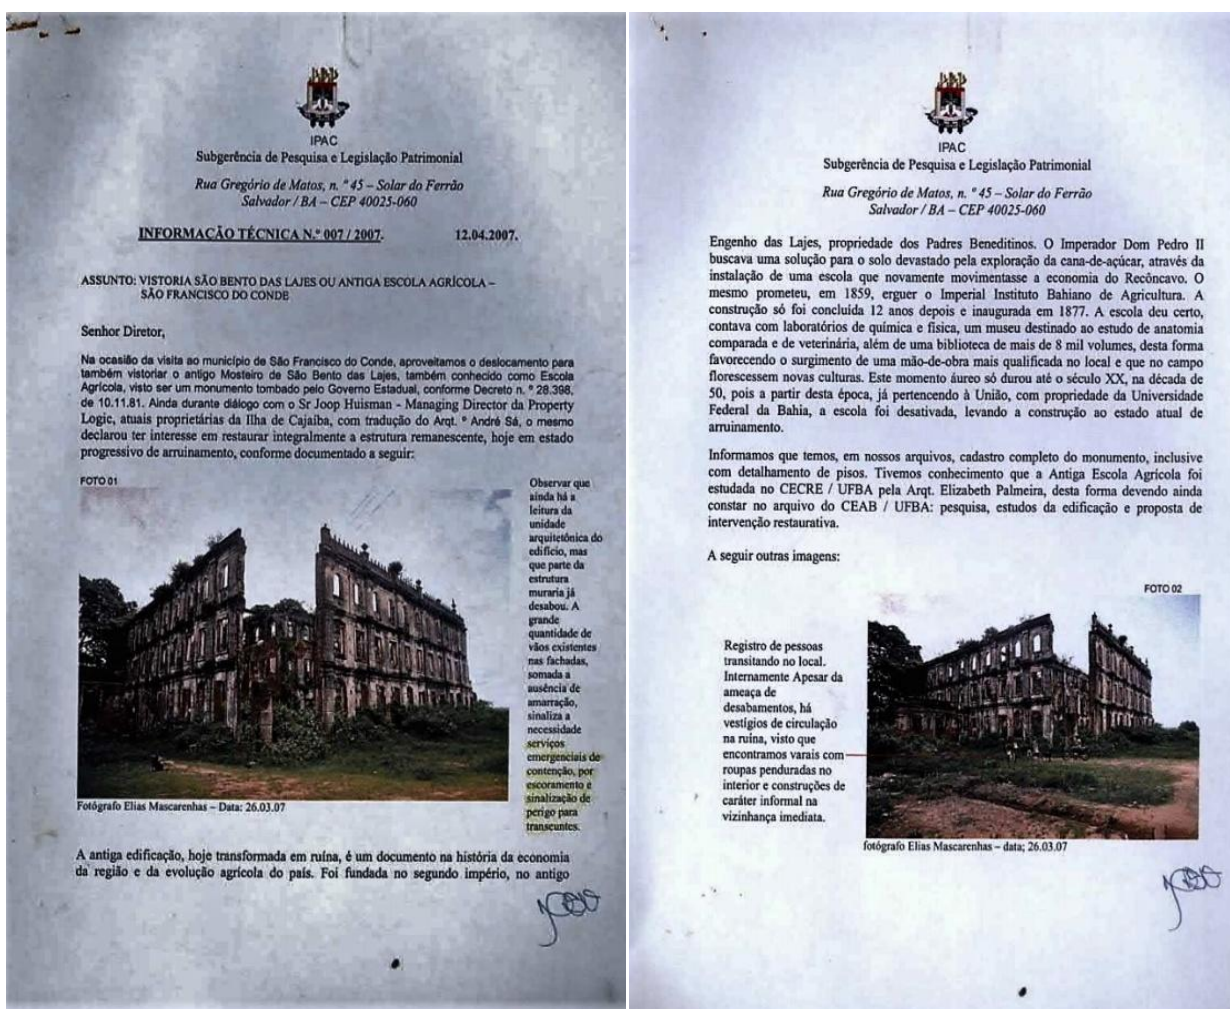 IPAC
Subgerência de Pesquisa e Legislação Patrimonial
Rua Gregório de Matos, n. º 45 – Solar do Ferrão
Salvador / BA – CEP 40025-060
INFORMAÇÃO TÉCNICA N.º 007 / 2007. 12.04.2007.
ASSUNTO: VISTORIA SÃO BENTO DAS LAJES OU ANTIGA ESCOLA AGRÍCOLA –
SÃO FRANCISCO DO CONDE
Senhor Diretor,
Na ocasião da visita ao município de São Francisco do Conde, aproveitamos o deslocamento para
também vistoriar o antigo Mosteiro de São Bento das Lajes, também conhecido como Escola
Agrícola, visto ser um monumento tombado pelo Governo Estadual, conforme Decreto n. º 28.398,
de 10.11.81. Ainda durante diálogo com o Sr Joop Huisman - Managing Director da Property
Logic, atuais proprietárias da Ilha de Cajaíba, com tradução do Arqt. º André Sá, o mesmo
declarou ter interesse em restaurar integralmente a estrutura remanescente, hoje em estado
progressivo de arruinamento, conforme documentado a seguir:
FOTO 01
Observar que
ainda há a
leitura da
unidade
arquitetônica do
edifício, mas
que parte da
estrutura
muraria já
desabou. A
grande
quantidade de
vãos existentes
nas fachadas,
somada a
ausência de
amarração,
sinaliza a
necessidade
serviços
emergenciais de
contenção, por
escoramento e
sinalização de
perigo para
transeuntes.
Fotógrafo Elias Mascarenhas – Data: 26.03.07
A antiga edificação, hoje transformada em ruína, é um documento na história da economia
da região e da evolução agrícola do país. Foi fundada no segundo império, no antigo
IPAC
Subgerência de Pesquisa e Legislação Patrimonial
Rua Gregório de Matos, n. º 45 – Solar do Ferrão
Salvador / BA – CEP 40025-060
Engenho das Lajes, propriedade dos Padres Beneditinos. O Imperador Dom Pedro II
buscava uma solução para o solo devastado pela exploração da cana-de-açúcar, através da
instalação de uma escola que novamente movimentasse a economia do Recôncavo. O
mesmo prometeu, em 1859, erguer o Imperial Instituto Bahiano de Agricultura. A
construção só foi concluída 12 anos depois e inaugurada em 1877. A escola deu certo,
contava com laboratórios de química e física, um museu destinado ao estudo de anatomia
comparada e de veterinária, além de uma biblioteca de mais de 8 mil volumes, desta forma
favorecendo o surgimento de uma mão-de-obra mais qualificada no local e que no campo
florescessem novas culturas. Este momento áureo só durou até o século XX, na década de
50, pois a partir desta época, já pertencendo à União, com propriedade da Universidade
Federal da Bahia, a escola foi desativada, levando a construção ao estado atual de
arruinamento.
Informamos que temos, em nossos arquivos, cadastro completo do monumento, inclusive
com detalhamento de pisos. Tivemos conhecimento que a Antiga Escola Agrícola foi
estudada no CECRE / UFBA pela Arqt. Elizabeth Palmeira, desta forma devendo ainda
constar no arquivo do CEAB / UFBA: pesquisa, estudos da edificação e proposta de
intervenção restaurativa.
A seguir outras imagens:
FOTO 02
Registro de pessoas
transitando no local.
Internamente Apesar da
ameaça de
desabamentos, há
vestígios de circulação
na ruína, visto que
encontramos varais com
roupas penduradas no
interior e construções de
caráter informal na
vizinhança imediata.
fotógrafo Elias Mascarenhas – data; 26.03.07